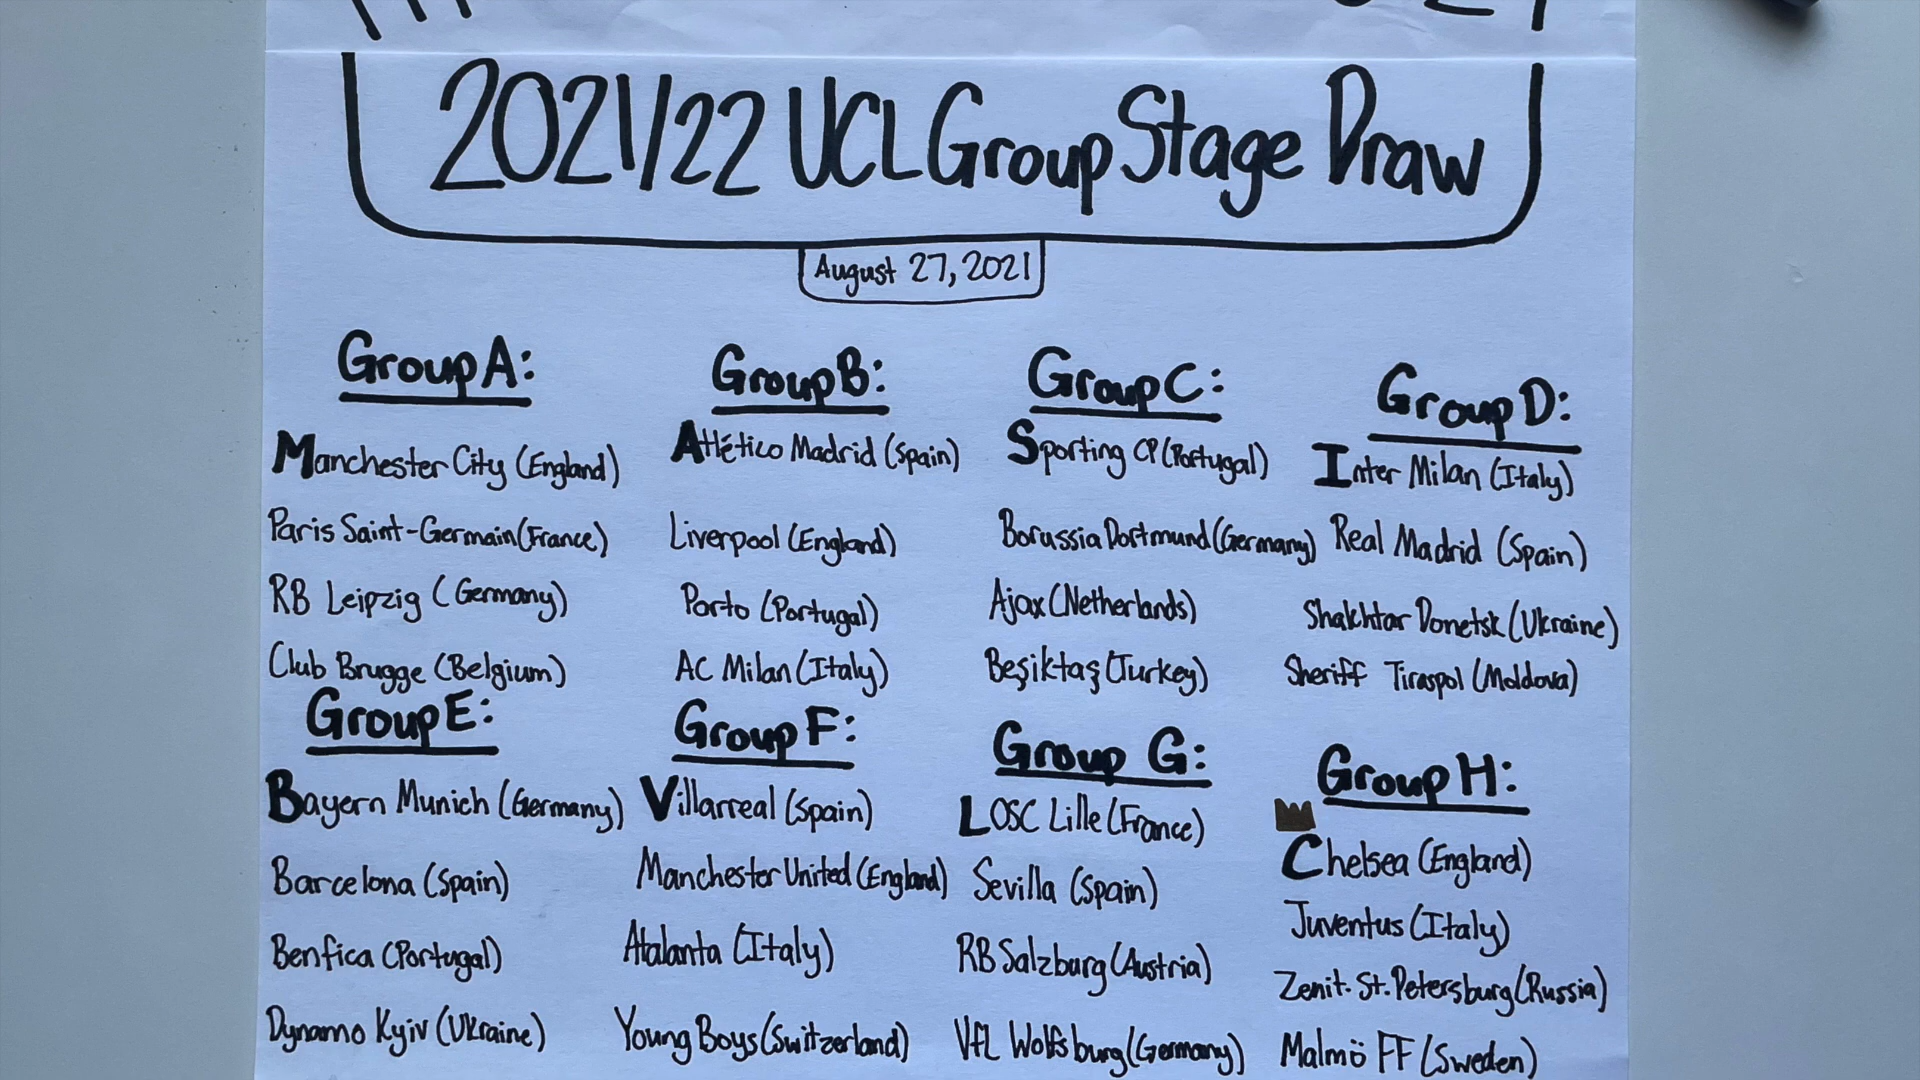 2021/22 UCL Group Stage Draw
August 27, 2021
Group A:
Manchester City (England)
Paris Saint-Germain (France)
RB Leipzig (Germany)
Club Brugge (Belgium)
Group B:
Atlético Madrid (Spain)
Liverpool (England)
Porto (Portugal)
AC Milan (Italy)
Group C:
Sporting CP (Portugal)
Borussia Dortmund (Germany)
Ajax (Netherlands)
Beşiktaş (Turkey)
Group D:
Inter Milan (Italy)
Real Madrid (Spain)
Shakhtar Donetsk (Ukraine)
Sheriff Tiraspol (Moldova)
Group E:
Bayern Munich (Germany)
Barcelona (Spain)
Benfica (Portugal)
Dynamo Kyiv (Ukraine)
Group F:
Villarreal (Spain)
Manchester United (England)
Atalanta (Italy)
Young Boys (Switzerland)
Group G:
LOSC Lille (France)
Sevilla (Spain)
RB Salzburg (Austria)
VfL Wolfsburg (Germany)
Group H:
Chelsea (England)
Juventus (Italy)
Zenit. St. Petersburg (Russia)
Malmö FF (Sweden)